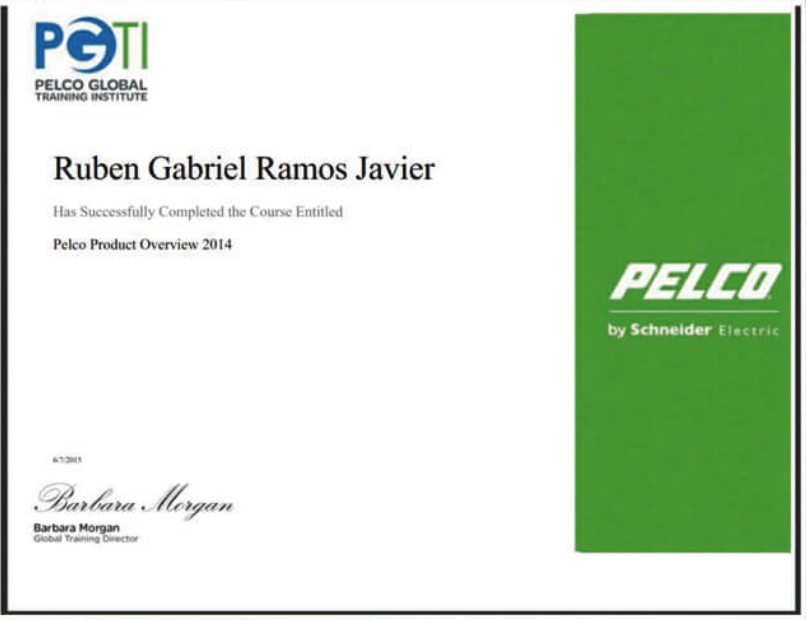 PGTI
PELCO GLOBAL
TRAINING INSTITUTE
Ruben Gabriel Ramos Javier
Has Successfully Completed the Course Entitled
Pelco Product Overview 2014
PELCO
by Schneider Electric
6/7/2015
Barbara Morgan
Barbara Morgan
Global Training Director